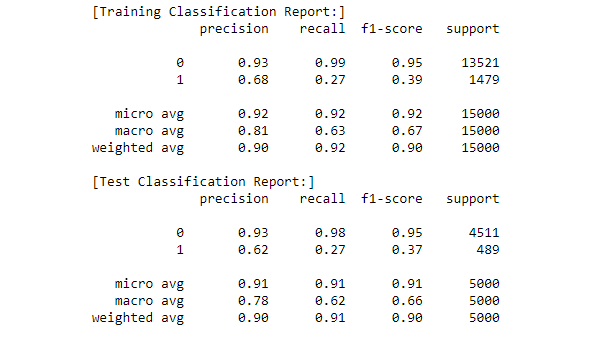 [Training Classification Report:]
precision recall f1-score support
0 0.93 0.99 0.95 13521
1 0.68 0.27 0.39 1479
micro avg 0.92 0.92 0.92 15000
macro avg 0.81 0.63 0.67 15000
weighted avg 0.90 0.92 0.90 15000
[Test Classification Report:]
precision recall f1-score support
0 0.93 0.98 0.95 4511
1 0.62 0.27 0.37 489
micro avg 0.91 0.91 0.91 5000
macro avg 0.78 0.62 0.66 5000
weighted avg 0.90 0.91 0.90 5000